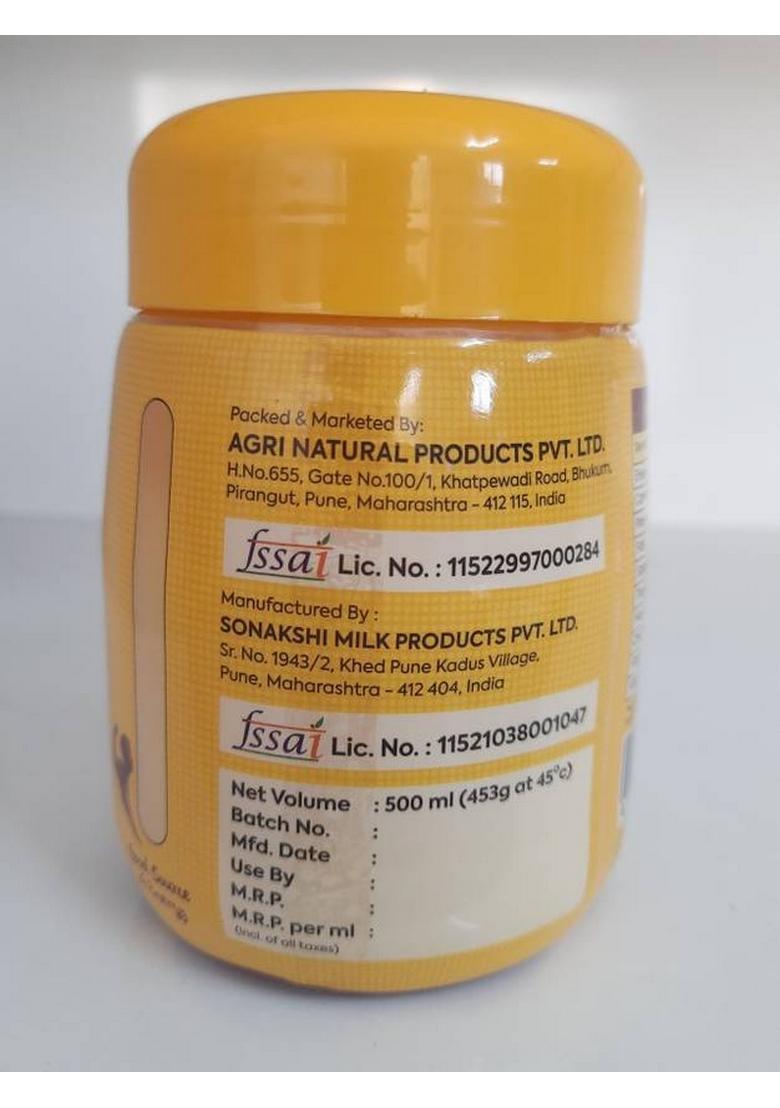 Packed & Marketed By:
AGRI NATURAL PRODUCTS PVT. LTD.
H.No.655, Gate No.100/1, Khatpewadi Road, Bhukum,
Pirangut, Pune, Maharashtra - 412 115, India
fssai Lic. No. : 11522997000284
Manufactured By :
SONAKSHI MILK PRODUCTS PVT. LTD.
Sr. No. 1943/2, Khed Pune Kadus Village,
Pune, Maharashtra - 412 404, India
fssai Lic. No. : 11521038001047
Net Volume : 500 ml (453g at 45°c)
Batch No. :
Mfd. Date :
Use By :
M.R.P. :
M.R.P. per ml :
(Incl. of all taxes)